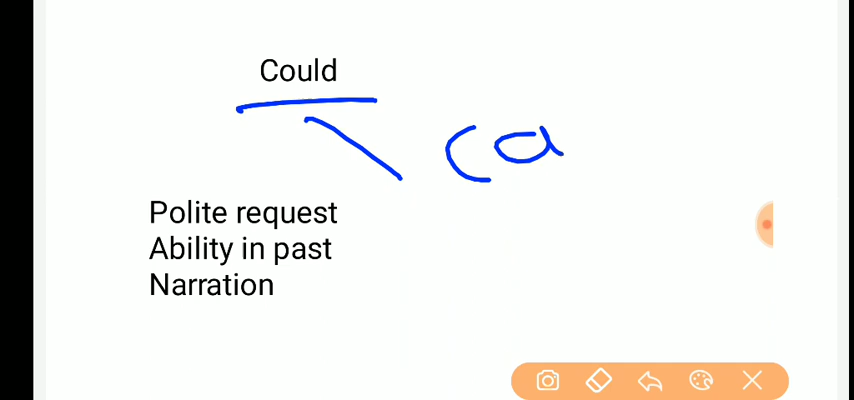 Could
ca
Polite request
Ability in past
Narration